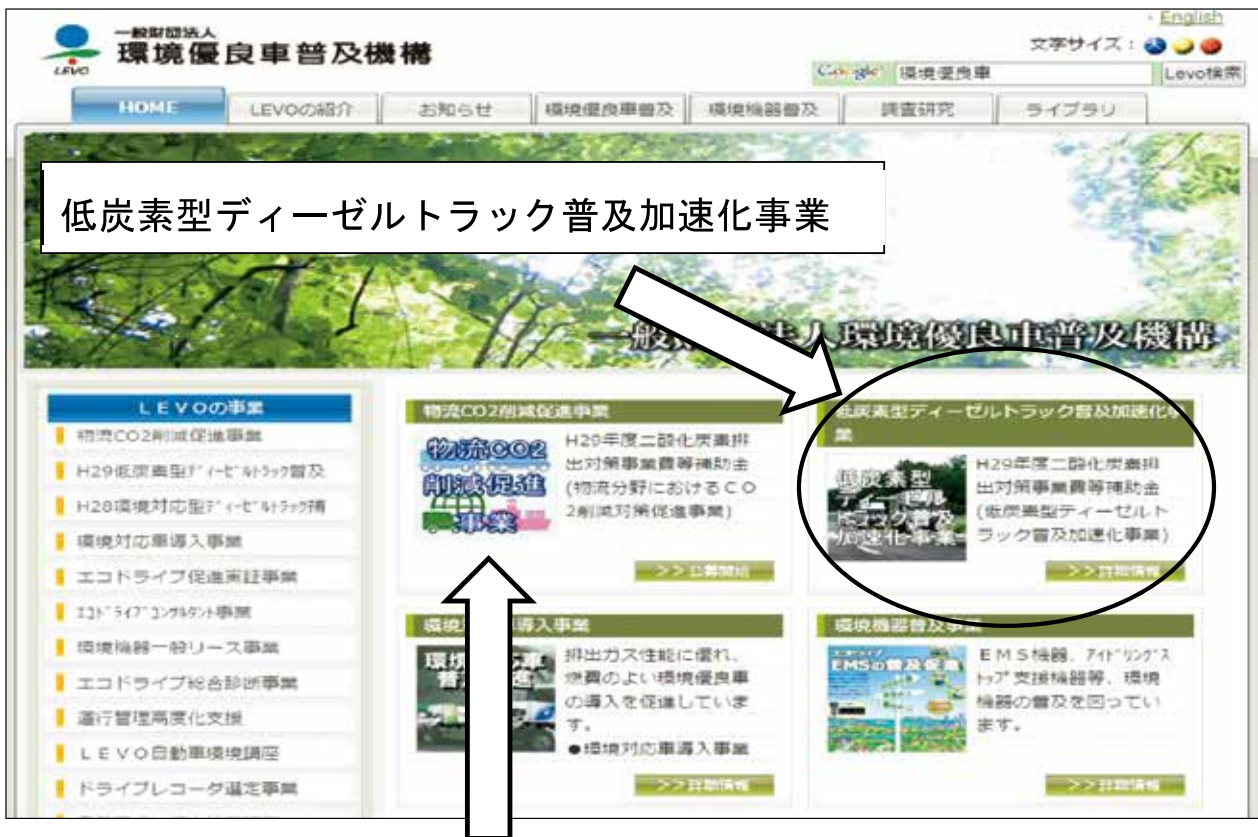 English
一般財団法人
環境優良車普及機構
LEVO
文字サイズ：
Google 環境優良車
Levo検索
HOME
LEVOの紹介
お知らせ
環境優良車普及
環境機器普及
調査研究
ライブラリ
低炭素型ディーゼルトラック普及加速化事業
一般
法人環境優良車普及機構
LEVOの事業
物流CO2削減促進事業
H29低炭素型ﾃﾞｨｰｾﾞﾙﾄﾗｯｸ普及
H28環境対応型ﾃﾞｨｰｾﾞﾙﾄﾗｯｸ補
環境対応車導入事業
エコドライブ促進実証事業
ｴｺﾄﾞﾗｲﾌﾞｺﾝｻﾙﾀﾝﾄ事業
環境機器一般リース事業
エコドライブ総合診断事業
運行管理高度化支援
ＬＥＶＯ自動車環境講座
ドライブレコーダ選定事業
物流CO2削減促進事業
物流CO2
削減促進
事業
H29年度二酸化炭素排
出対策事業費等補助金
(物流分野におけるＣＯ
2削減対策促進事業)
>>公募開始
低炭素型ディーゼルトラック普及加速化事
業
低炭素型
ディーゼル
トラック普及
加速化事業
H29年度二酸化炭素排
出対策事業費等補助金
(低炭素型ディーゼルト
ラック普及加速化事業)
>>詳細情報
環境
導入事業
排出ガス性能に優れ、
燃費のよい環境優良車
の導入を促進していま
す。
●環境対応車導入事業
>>詳細情報
環境機器普及事業
EMSの普及促進
ＥＭＳ機器、ｱｲﾄﾞﾘﾝｸﾞｽ
ﾄｯﾌﾟ支援機器等、環境
機器の普及を図ってい
ます。
>>詳細情報